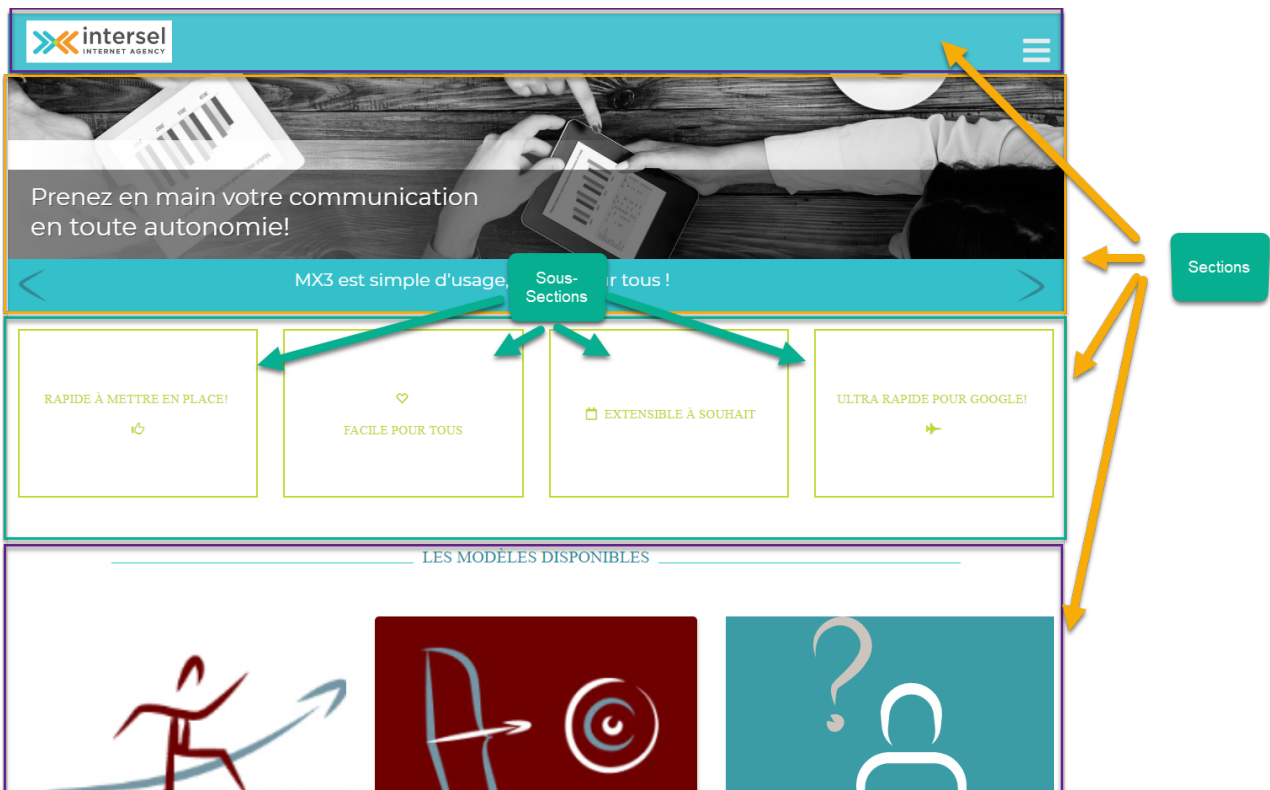 intersel
INTERNET AGENCY
Prenez en main votre communication
en toute autonomie!
Sections
MX3 est simple d'usage,
r tous !
Sous-
Sections
RAPIDE À METTRE EN PLACE!
FACILE POUR TOUS
EXTENSIBLE À SOUHAIT
ULTRA RAPIDE POUR GOOGLE!
LES MODÈLES DISPONIBLES